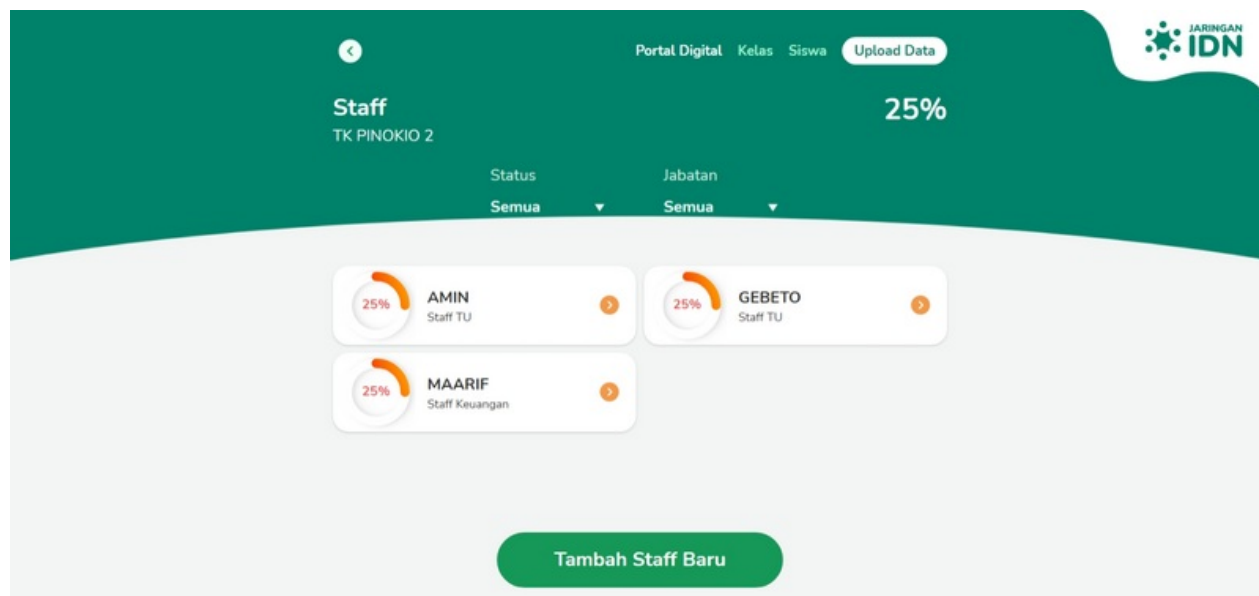 JARINGAN
IDN
Portal Digital Kelas Siswa Upload Data
Staff 25%
TK PINOKIO 2
Status Jabatan
Semua Semua
25% AMIN
Staff TU
25% GEBETO
Staff TU
25% MAARIF
Staff Keuangan
Tambah Staff Baru